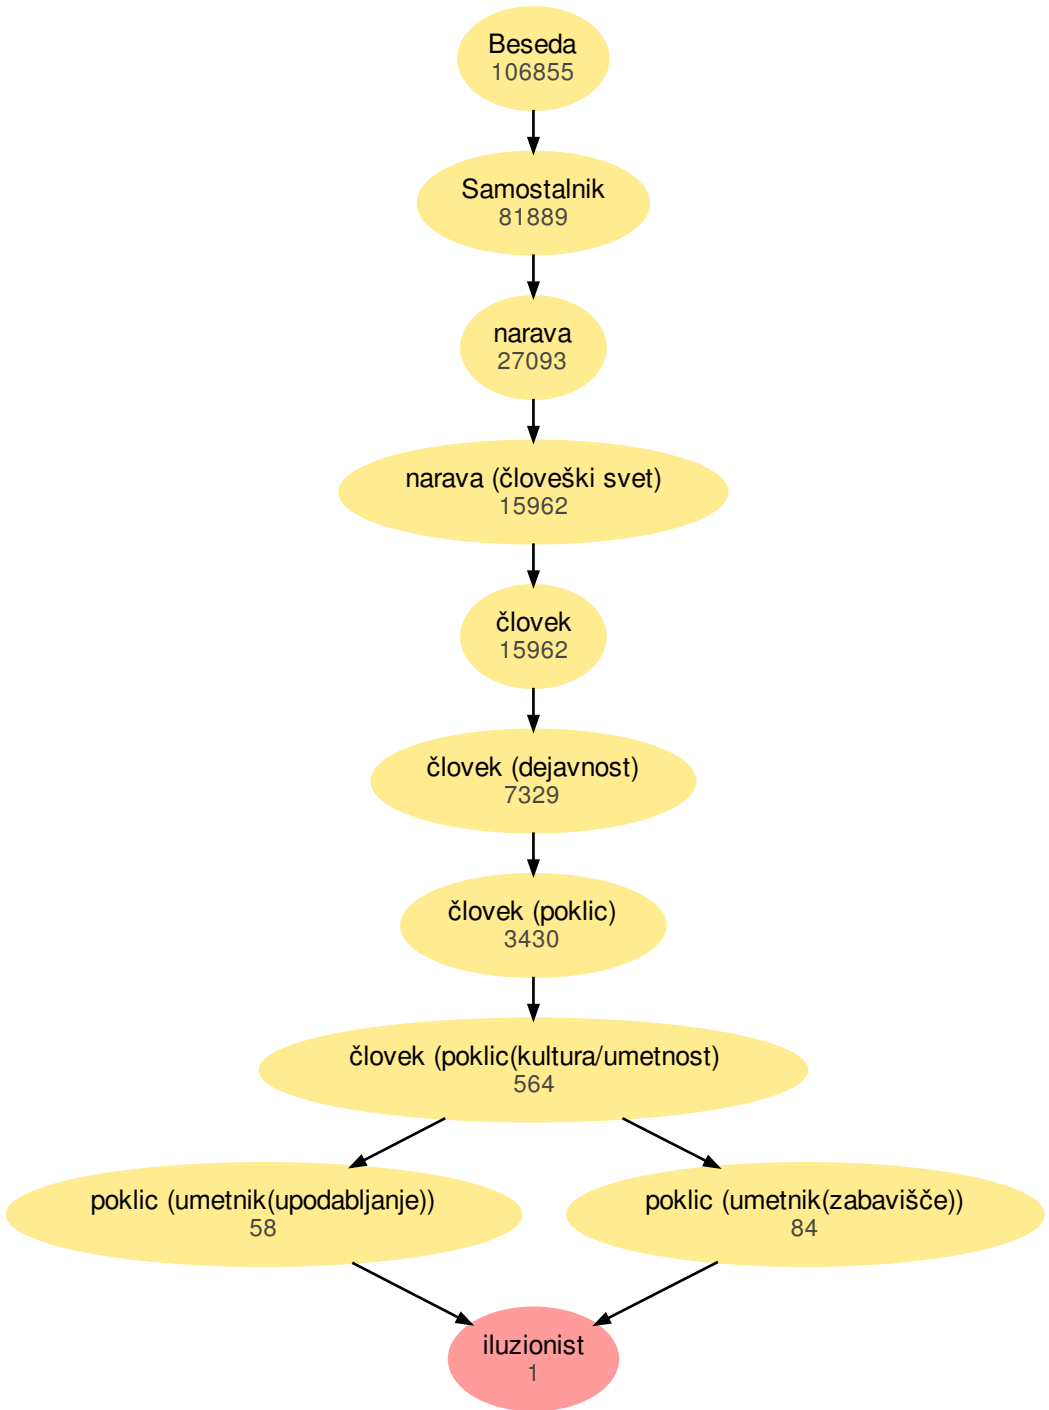 Beseda
106855
Samostalnik
81889
narava
27093
narava (človeški svet)
15962
človek
15962
človek (dejavnost)
7329
človek (poklic)
3430
človek (poklic(kultura/umetnost)
564
poklic (umetnik(upodabljanje))
58
poklic (umetnik(zabavišče))
84
iluzionist
1